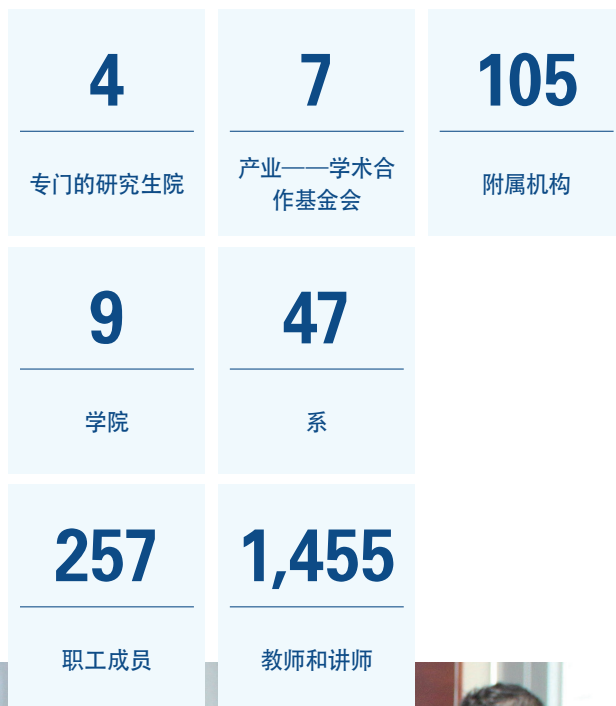 4
专门的研究生院
7
产业——学术合
作基金会
105
附属机构
9
学院
47
系
257
职工成员
1,455
教师和讲师